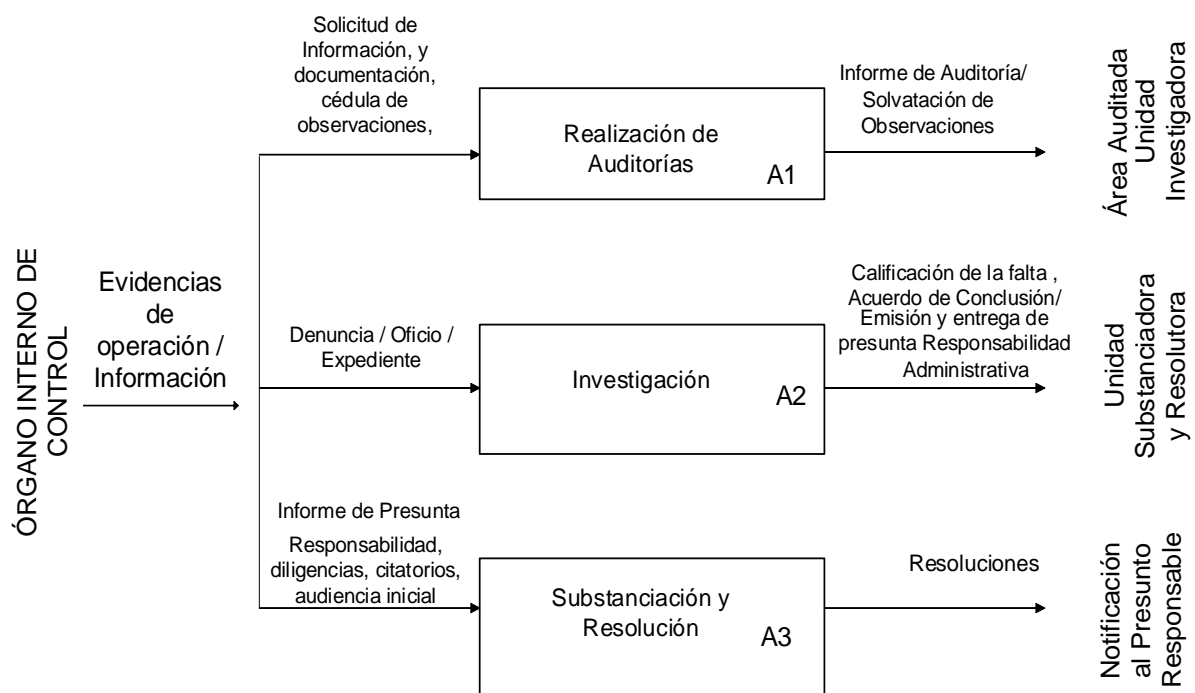 ÓRGANO INTERNO DE
CONTROL
Evidencias
de
operación /
Información
Solicitud de
Información, y
documentación,
cédula de
observaciones,
Realización de
Auditorías
A1
Informe de Auditoría/
Solvatación de
Observaciones
Área Auditada
Unidad
Investigadora
Denuncia / Oficio /
Expediente
Investigación
A2
Calificación de la falta ,
Acuerdo de Conclusión/
Emisión y entrega de
presunta Responsabilidad
Administrativa
Unidad
Substanciadora
y Resolutora
Informe de Presunta
Responsabilidad,
diligencias, citatorios,
audiencia inicial
Substanciación y
Resolución
A3
Resoluciones
Notificación
al Presunto
Responsable